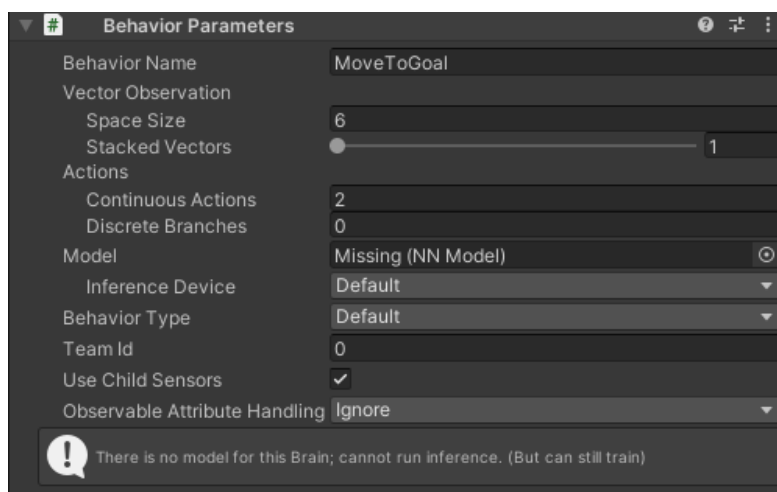 Behavior Parameters
Behavior Name MoveToGoal
Vector Observation
Space Size 6
Stacked Vectors 1
Actions
Continuous Actions 2
Discrete Branches 0
Model Missing (NN Model)
Inference Device Default
Behavior Type Default
Team Id 0
Use Child Sensors
Observable Attribute Handling Ignore
There is no model for this Brain; cannot run inference. (But can still train)